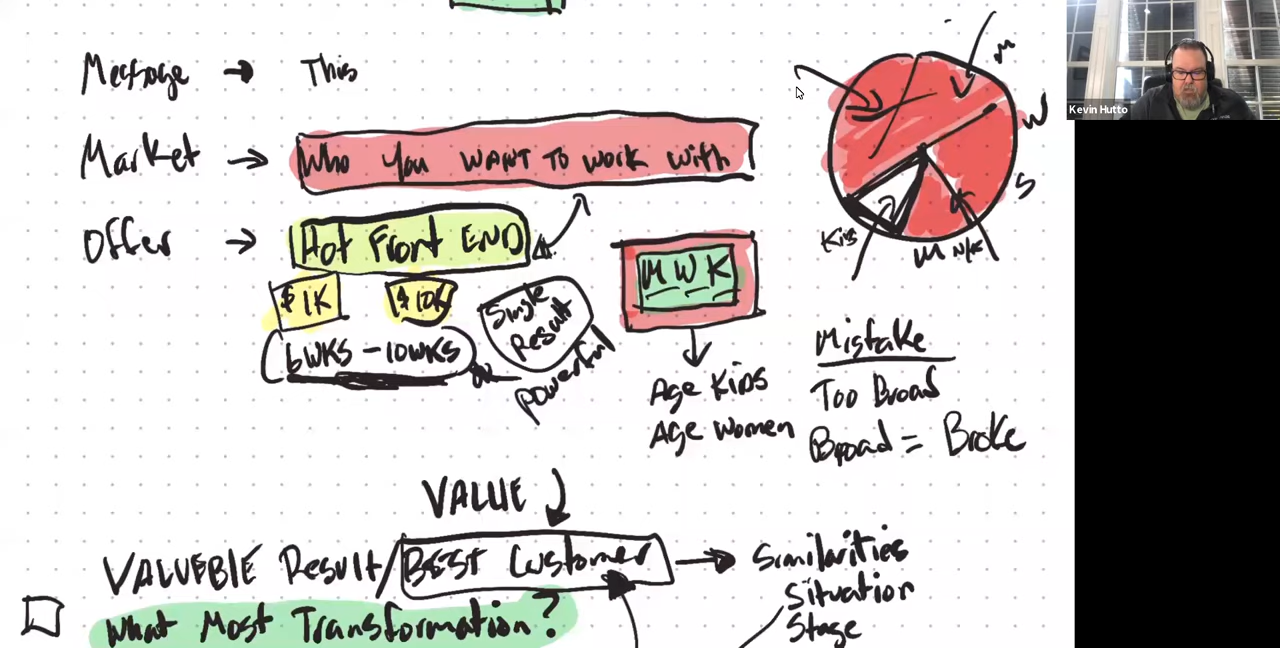 Message → This
M
Kevin Hutto
Market → Who You WANT TO WORK With
W
S
Offer → Hot Front END
Kids
M W/K
M W K
$1K $10K
Single Result
6WKS - 10WKS
powerful
Mistake
Age Kids
Too Broad
Age Women
Broad = Broke
VALUE
VALUEBLE Result/BEST Customer → Similarities
Situation
What Most Transformation?
Stage